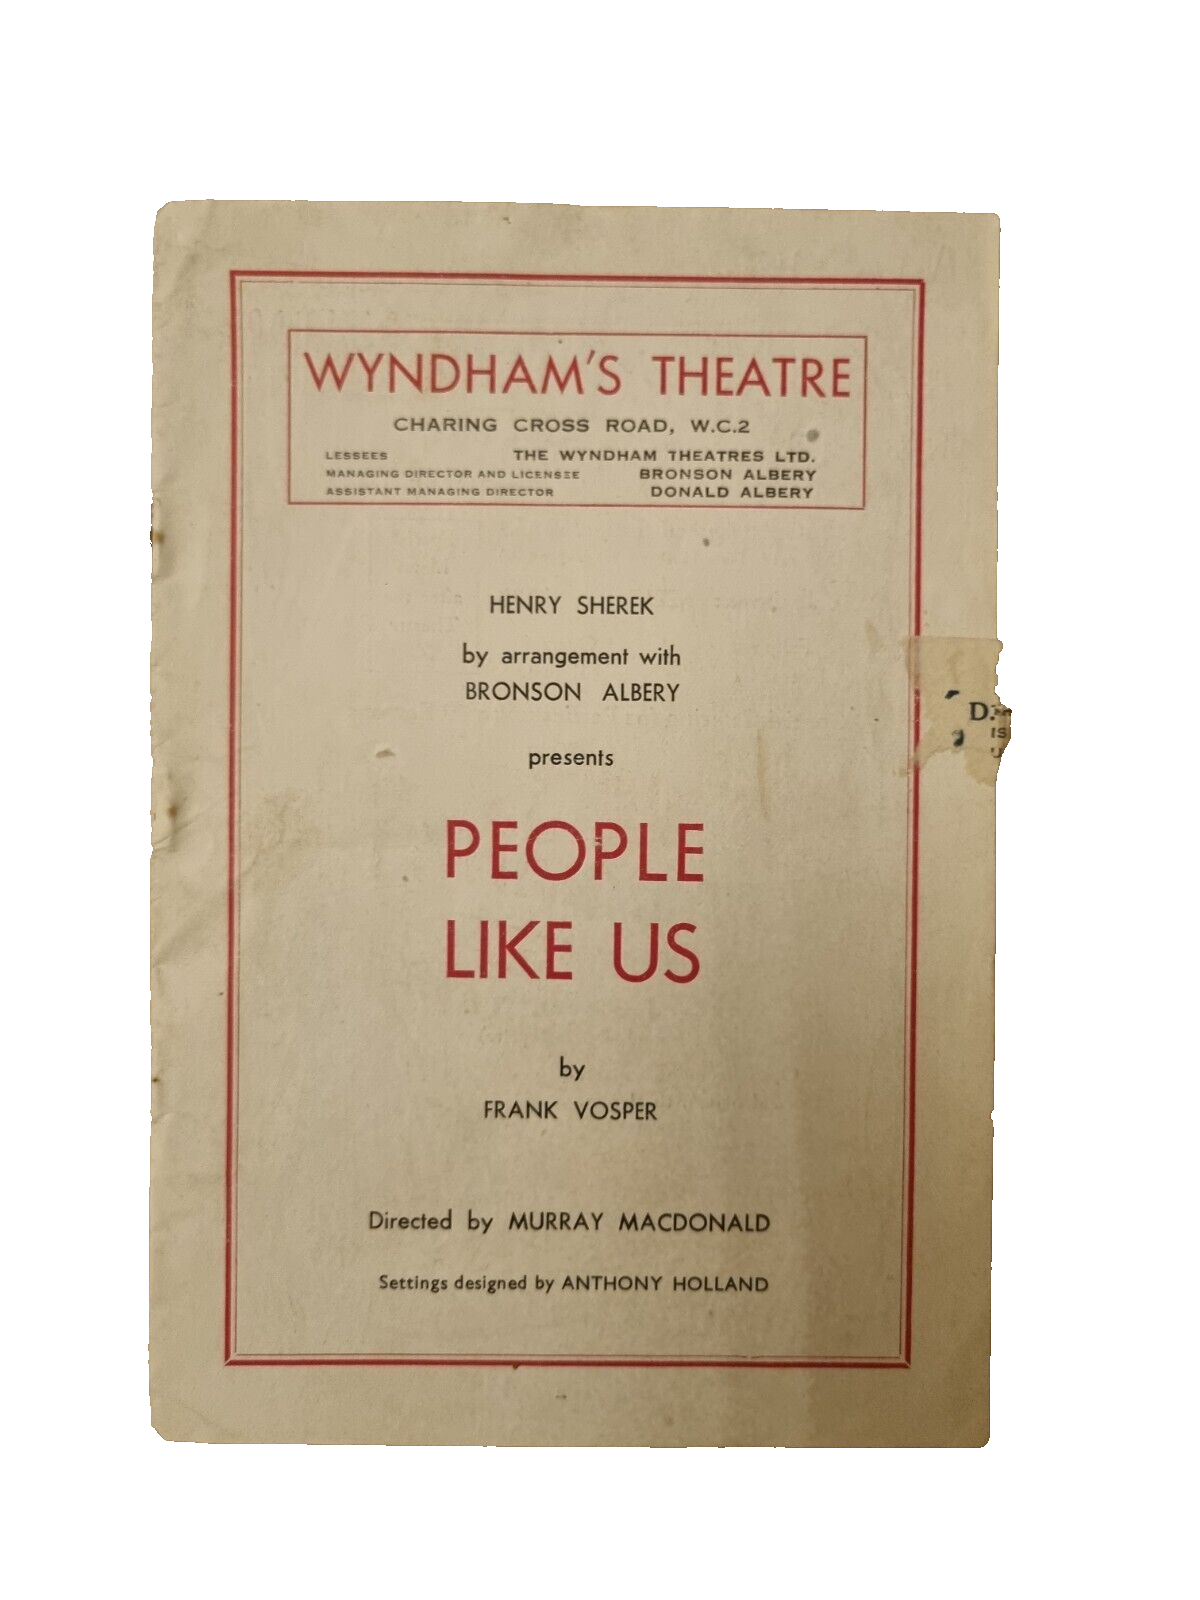 WYNDHAM'S THEATRE
CHARING CROSS ROAD, W.C.2
LESSEES THE WYNDHAM THEATRES LTD.
MANAGING DIRECTOR AND LICENSEE BRONSON ALBERY
ASSISTANT MANAGING DIRECTOR DONALD ALBERY
HENRY SHEREK
by arrangement with
BRONSON ALBERY
presents
PEOPLE
LIKE US
by
FRANK VOSPER
Directed by MURRAY MACDONALD
Settings designed by ANTHONY HOLLAND